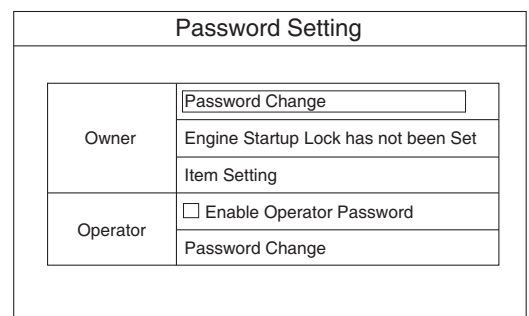 Password Setting
Owner
Password Change
Engine Startup Lock has not been Set
Item Setting
Operator
Enable Operator Password
Password Change